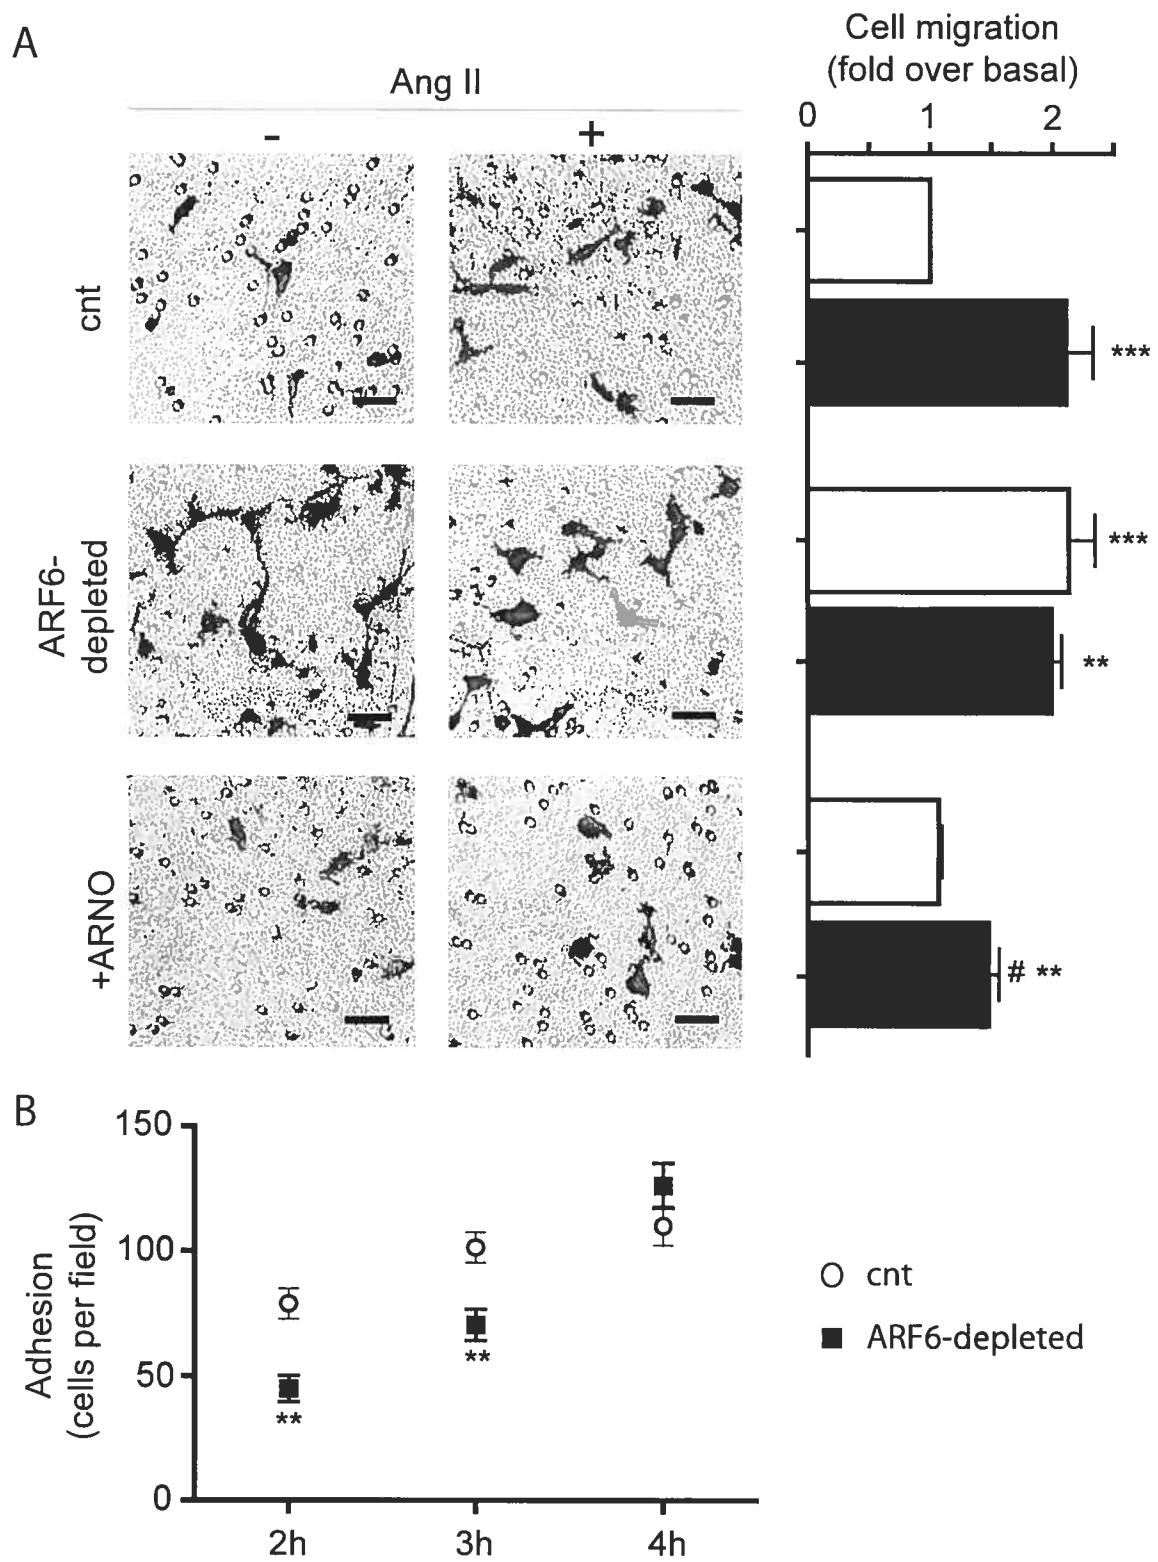 A
Cell migration
(fold over basal)
Ang II
0 1 2
- +
cnt
***
ARF6-
depleted
***
**
+ARNO
# **
B
150
100
50
0
Adhesion
(cells per field)
**
**
2h 3h 4h
cnt
ARF6-depleted